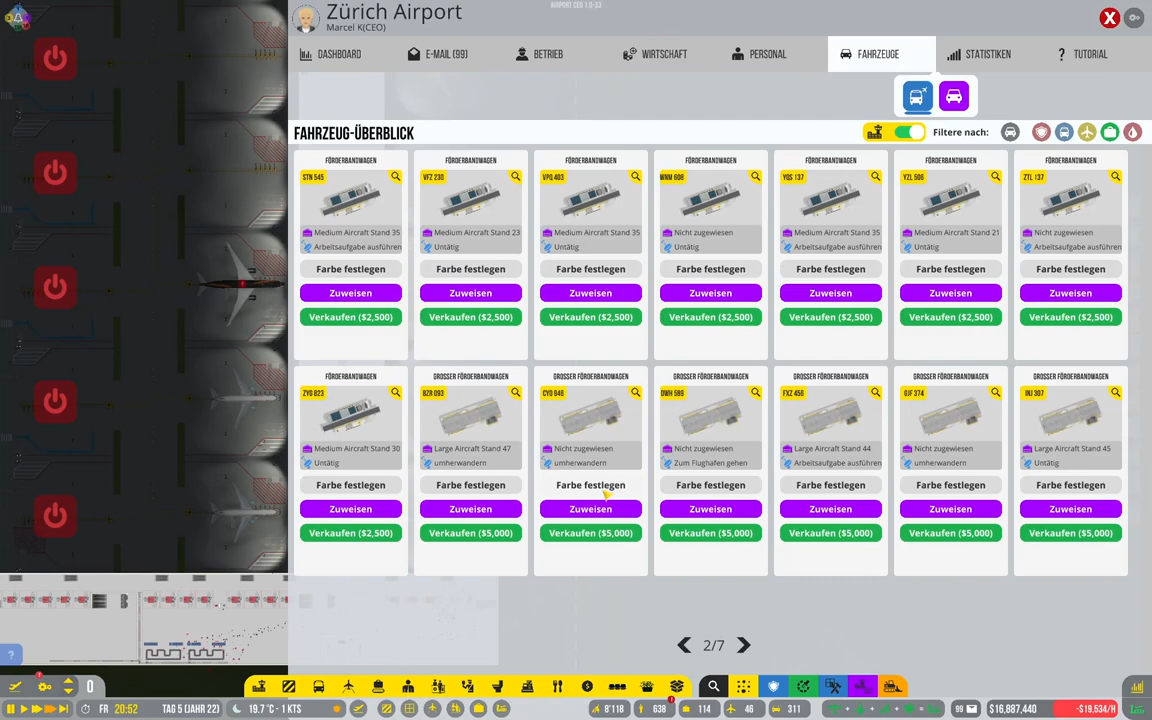 AIRPORT CEO 1.0-53
Zürich Airport
Marcel K(CEO)
DASHBOARD
E-MAIL (99)
BETRIEB
WIRTSCHAFT
PERSONAL
FAHRZEUGE
STATISTIKEN
? TUTORIAL
FAHRZEUG-ÜBERBLICK
Filtere nach:
FÖRDERBANDWAGEN FÖRDERBANDWAGEN FÖRDERBANDWAGEN FÖRDERBANDWAGEN FÖRDERBANDWAGEN FÖRDERBANDWAGEN FÖRDERBANDWAGEN
STN 545 VFZ 230 VPQ 403 WNM 608 YQS 137 YZL 506 ZTL 137
Medium Aircraft Stand 35 Medium Aircraft Stand 23 Medium Aircraft Stand 35 Nicht zugewiesen Medium Aircraft Stand 35 Medium Aircraft Stand 21 Nicht zugewiesen
Arbeitsaufgabe ausführen Untätig Untätig Untätig Arbeitsaufgabe ausführen Untätig Arbeitsaufgabe ausführen
Farbe festlegen Farbe festlegen Farbe festlegen Farbe festlegen Farbe festlegen Farbe festlegen Farbe festlegen
Zuweisen Zuweisen Zuweisen Zuweisen Zuweisen Zuweisen Zuweisen
Verkaufen ($2,500) Verkaufen ($2,500) Verkaufen ($2,500) Verkaufen ($2,500) Verkaufen ($2,500) Verkaufen ($2,500) Verkaufen ($2,500)
FÖRDERBANDWAGEN GROSSER FÖRDERBANDWAGEN GROSSER FÖRDERBANDWAGEN GROSSER FÖRDERBANDWAGEN GROSSER FÖRDERBANDWAGEN GROSSER FÖRDERBANDWAGEN GROSSER FÖRDERBANDWAGEN
ZYG 823 BZR 093 CYO 948 DWH 589 FXZ 458 GJF 374 INJ 307
Medium Aircraft Stand 30 Large Aircraft Stand 47 Nicht zugewiesen Nicht zugewiesen Large Aircraft Stand 44 Nicht zugewiesen Large Aircraft Stand 45
Untätig umherwandern umherwandern Zum Flughafen gehen Arbeitsaufgabe ausführen umherwandern Untätig
Farbe festlegen Farbe festlegen Farbe festlegen Farbe festlegen Farbe festlegen Farbe festlegen Farbe festlegen
Zuweisen Zuweisen Zuweisen Zuweisen Zuweisen Zuweisen Zuweisen
Verkaufen ($2,500) Verkaufen ($5,000) Verkaufen ($5,000) Verkaufen ($5,000) Verkaufen ($5,000) Verkaufen ($5,000) Verkaufen ($5,000)
2/7
?
0
FR 20:52 TAG 5 (JAHR 22) 19.7 °C - 1 KTS 8'118 638 114 46 311 99 $16,887,440 -$19,534/H